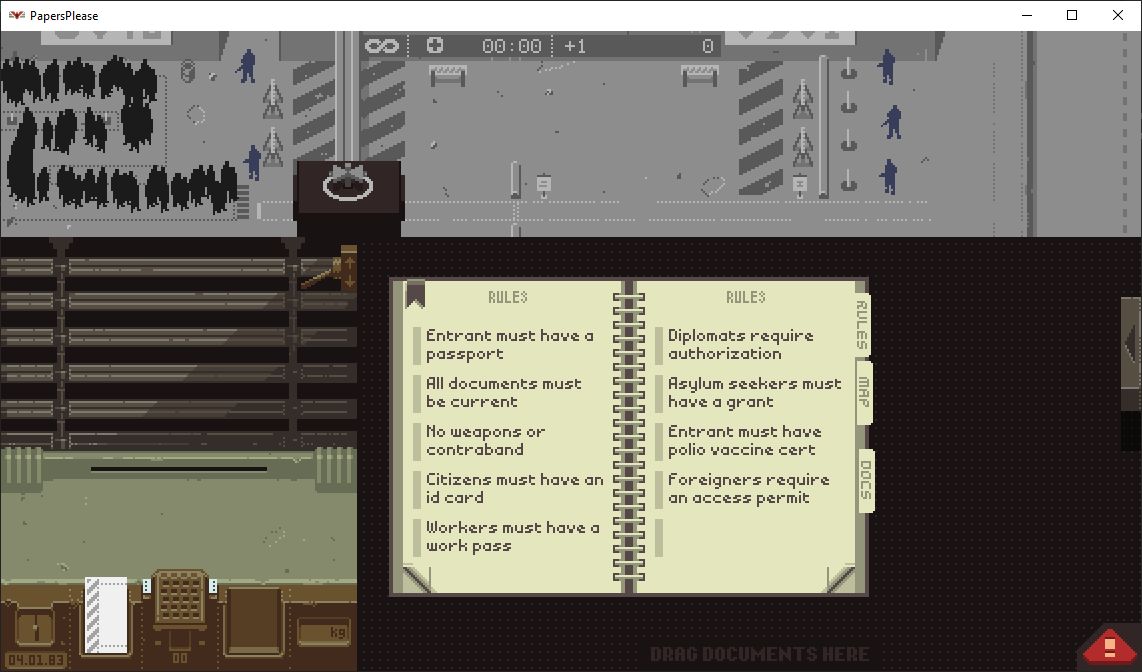 PapersPlease
00:00
+1
0
RULES
Entrant must have a
passport
All documents must
be current
No weapons or
contraband
Citizens must have an
id card
Workers must have a
work pass
RULES
Diplomats require
authorization
Asylum seekers must
have a grant
Entrant must have
polio vaccine cert
Foreigners require
an access permit
RULES
MAP
DOCS
kg
04.01.83
00
DRAG DOCUMENTS HERE